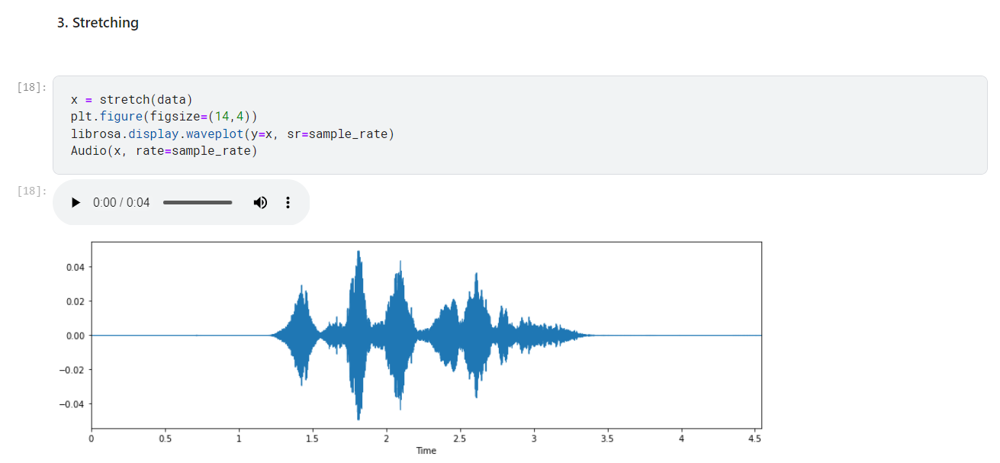 3. Stretching
[18]:
x = stretch(data)
plt.figure(figsize=(14,4))
librosa.display.waveplot(y=x, sr=sample_rate)
Audio(x, rate=sample_rate)
[18]:
0:00 / 0:04
0.04
0.02
0.00
−0.02
−0.04
0 0.5 1 1.5 2 2.5 3 3.5 4 4.5
Time